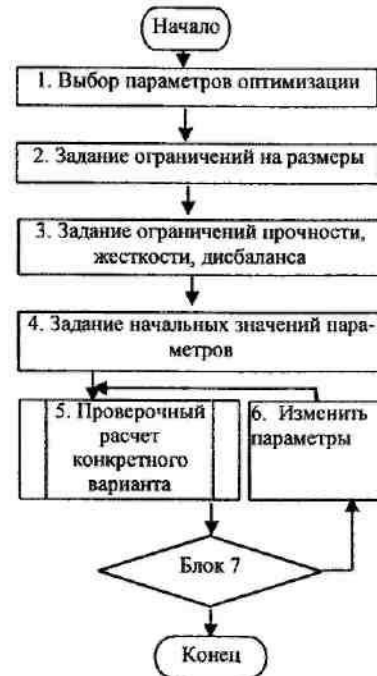 Начало
1. Выбор параметров оптимизации
2. Задание ограничений на размеры
3. Задание ограничений прочности,
жесткости, дисбаланса
4. Задание начальных значений пара-
метров
5. Проверочный
расчет
конкретного
варианта
6. Изменить
параметры
Блок 7
Конец